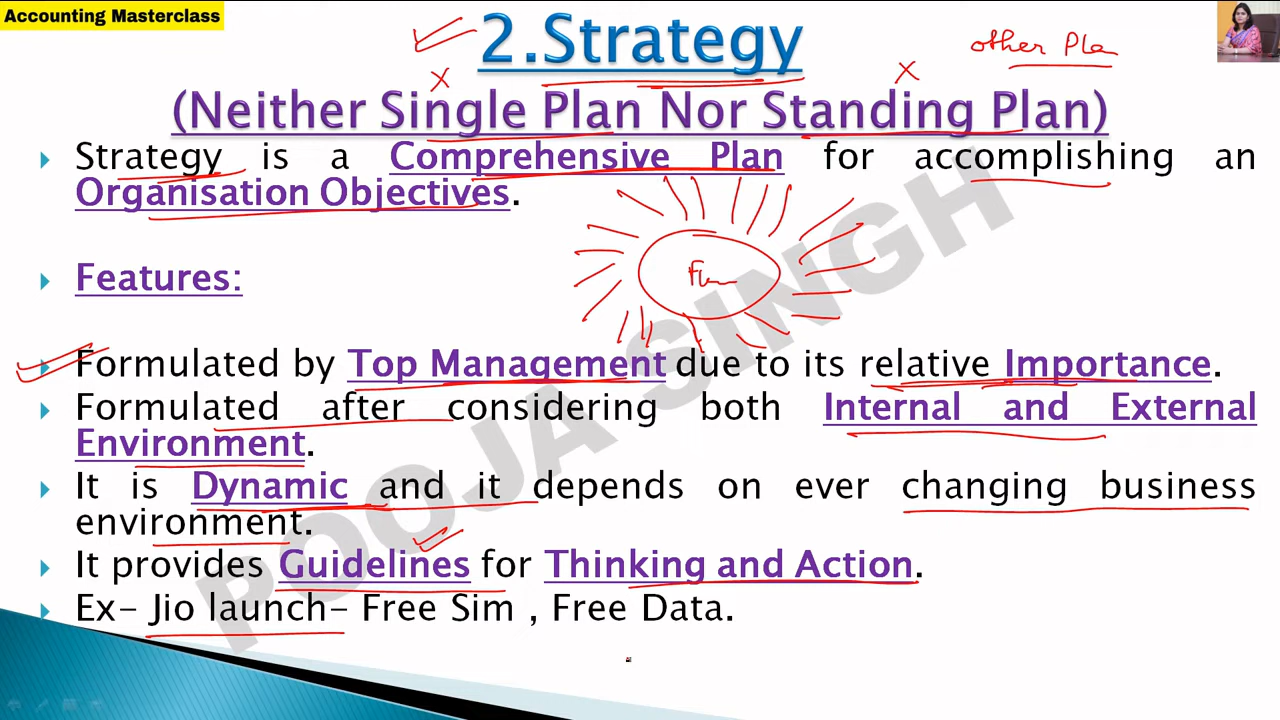 Accounting Masterclass
2.Strategy
other Plan
(Neither Single Plan Nor Standing Plan)
Strategy is a Comprehensive Plan for accomplishing an
Organisation Objectives.
Features:
Plan
Formulated by Top Management due to its relative Importance.
Formulated after considering both Internal and External
Environment.
It is Dynamic and it depends on ever changing business
environment.
It provides Guidelines for Thinking and Action.
Ex- Jio launch- Free Sim , Free Data.
POOJA SINGH